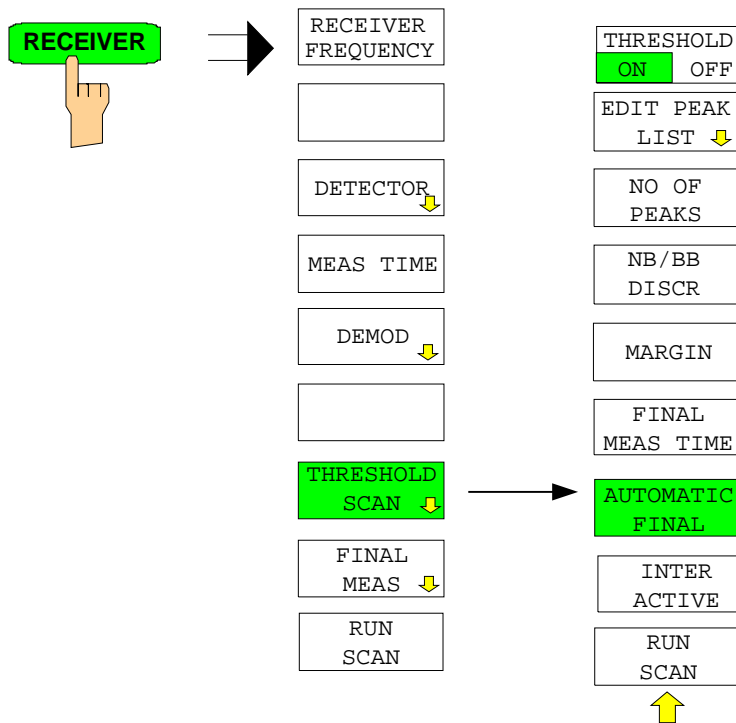 RECEIVER
RECEIVER
FREQUENCY
DETECTOR
MEAS TIME
DEMOD
THRESHOLD
SCAN
FINAL
MEAS
RUN
SCAN
THRESHOLD
ON OFF
EDIT PEAK
LIST
NO OF
PEAKS
NB/BB
DISCR
MARGIN
FINAL
MEAS TIME
AUTOMATIC
FINAL
INTER
ACTIVE
RUN
SCAN